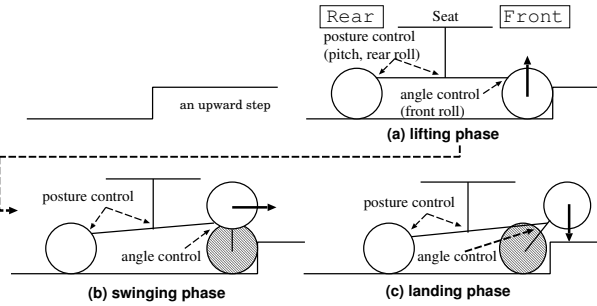 Rear
Seat
Front
posture control
(pitch, rear roll)
an upward step
angle control
(front roll)
(a) lifting phase
posture control
angle control
(b) swinging phase
posture control
angle control
(c) landing phase